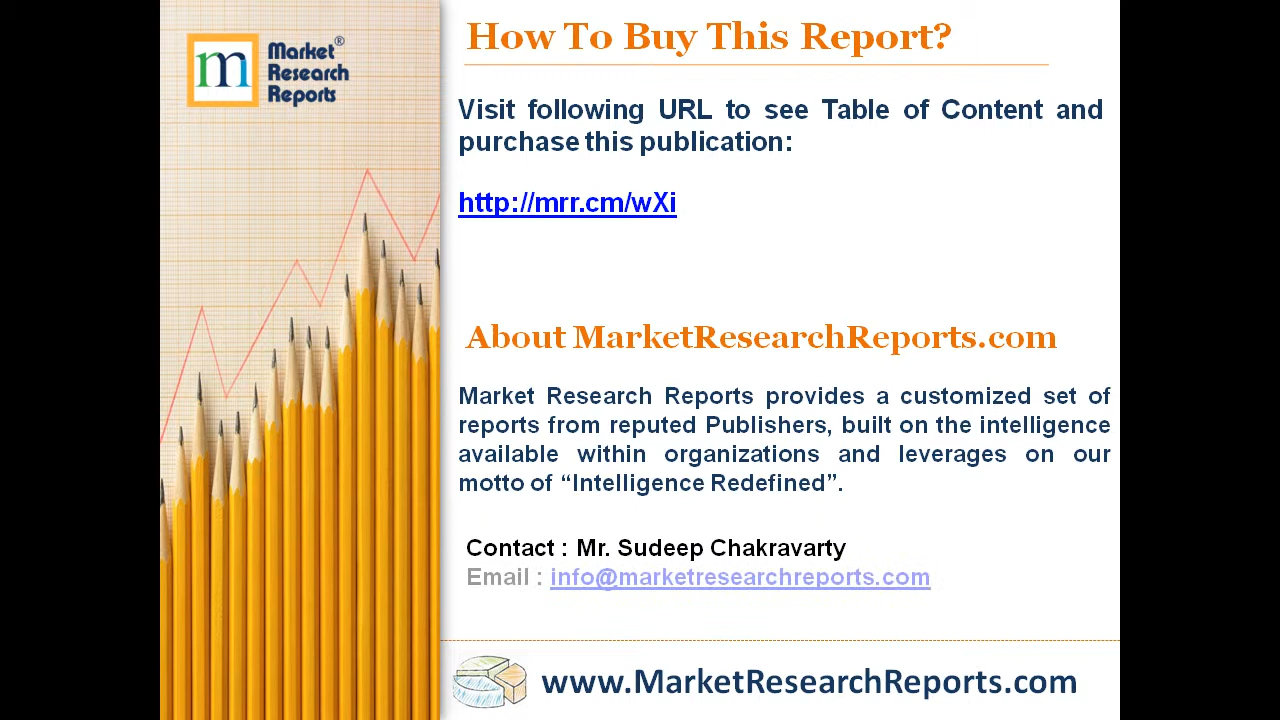 m
Market®
Research
Reports
How To Buy This Report?
Visit following URL to see Table of Content and
purchase this publication:
http://mrr.cm/wXi
About MarketResearchReports.com
Market Research Reports provides a customized set of
reports from reputed Publishers, built on the intelligence
available within organizations and leverages on our
motto of “Intelligence Redefined”.
Contact : Mr. Sudeep Chakravarty
Email : info@marketresearchreports.com
www.MarketResearchReports.com